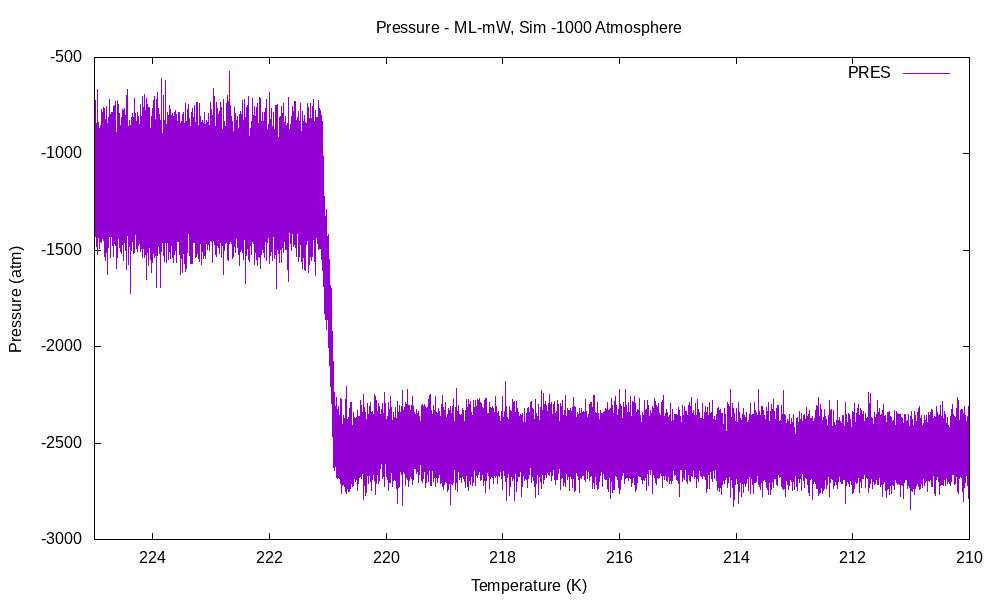 Pressure - ML-mW, Sim -1000 Atmosphere
PRES
-500
-1000
-1500
-2000
-2500
-3000
Pressure (atm)
224 222 220 218 216 214 212 210
Temperature (K)